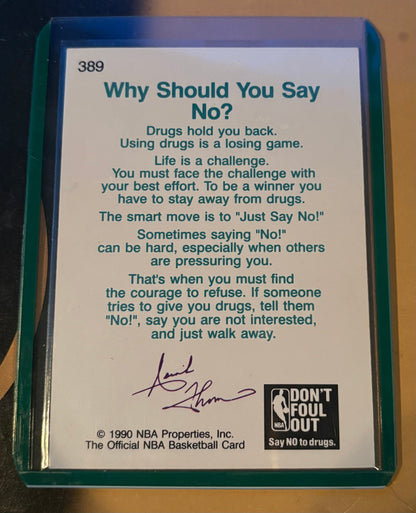 389
Why Should You Say
No?
Drugs hold you back.
Using drugs is a losing game.
Life is a challenge.
You must face the challenge with
your best effort. To be a winner you
have to stay away from drugs.
The smart move is to "Just Say No!"
Sometimes saying "No!"
can be hard, especially when others
are pressuring you.
That's when you must find
the courage to refuse. If someone
tries to give you drugs, tell them
"No!", say you are not interested,
and just walk away.
NBA
DON'T
FOUL
OUT
Say NO to drugs.
© 1990 NBA Properties, Inc.
The Official NBA Basketball Card